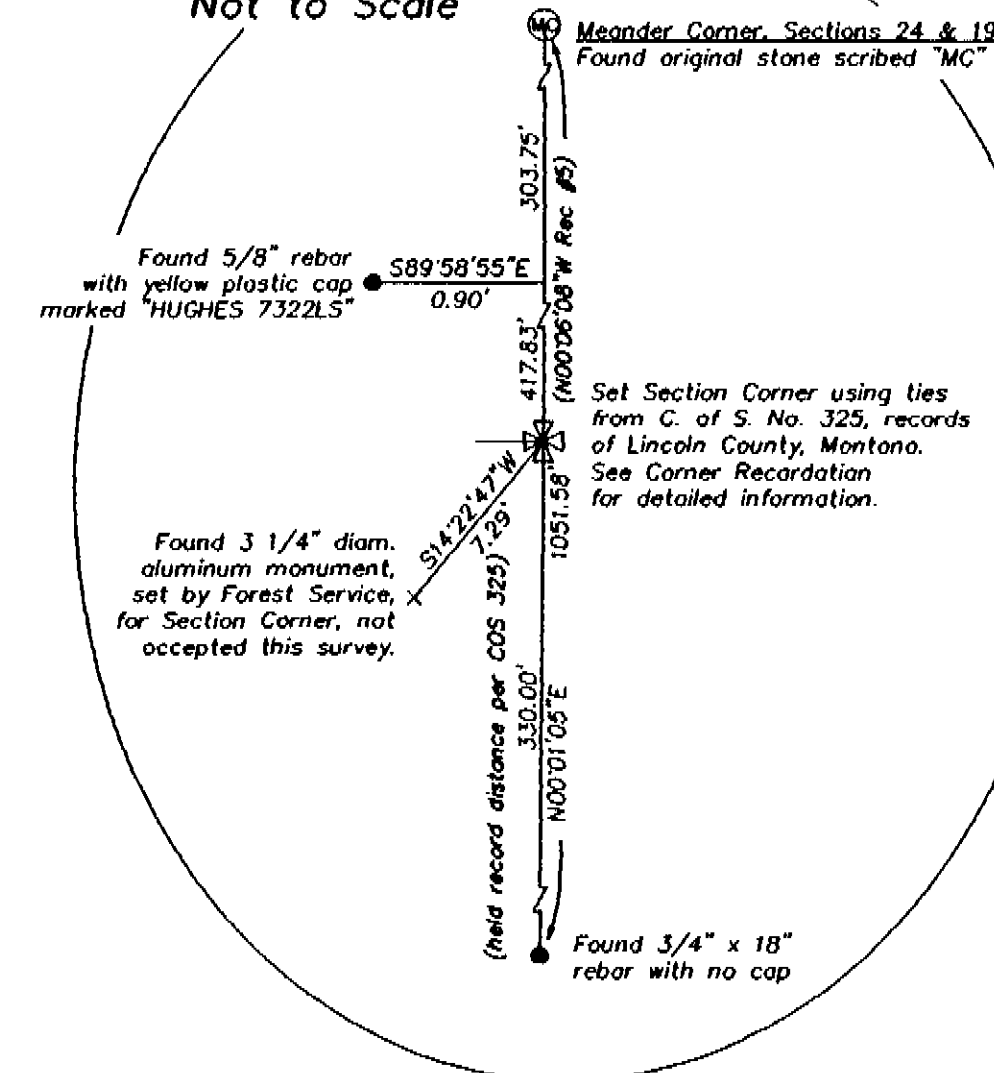 Not to Scale
MC
Meander Corner, Sections 24 & 19
Found original stone scribed "MC"
303.75'
(N00°06'08"W Rec #5)
Found 5/8" rebar
with yellow plastic cap
marked "HUGHES 7322LS"
S89°58'55"E
0.90'
417.83'
Set Section Corner using ties
from C. of S. No. 325, records
of Lincoln County, Montana.
See Corner Recordation
for detailed information.
S14°22'47"W
7.29'
1051.58'
Found 3 1/4" diam.
aluminum monument,
set by Forest Service,
for Section Corner, not
accepted this survey.
(held record distance per COS 325)
330.00'
N00°01'05"E
Found 3/4" x 18"
rebar with no cap